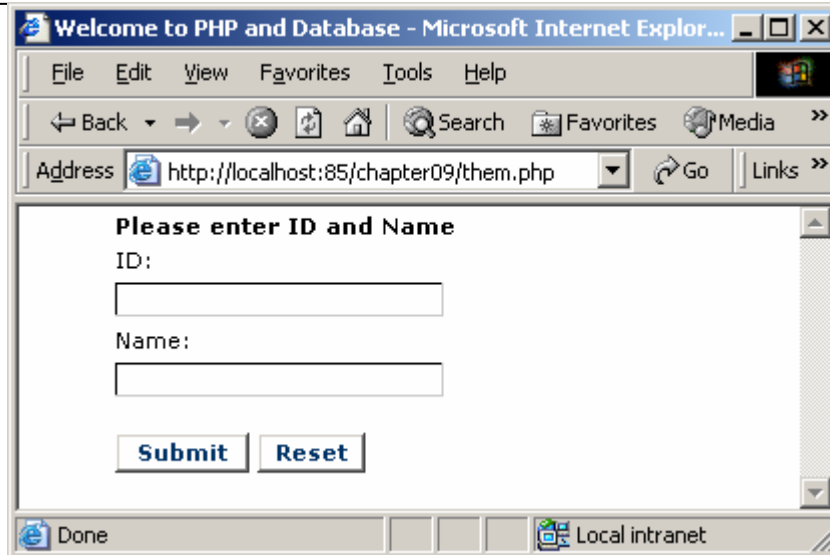 Welcome to PHP and Database - Microsoft Internet Explor...
File Edit View Favorites Tools Help
Back Search Favorites Media »
Address http://localhost:85/chapter09/them.php Go Links »
Please enter ID and Name
ID:
Name:
Submit Reset
Done Local intranet